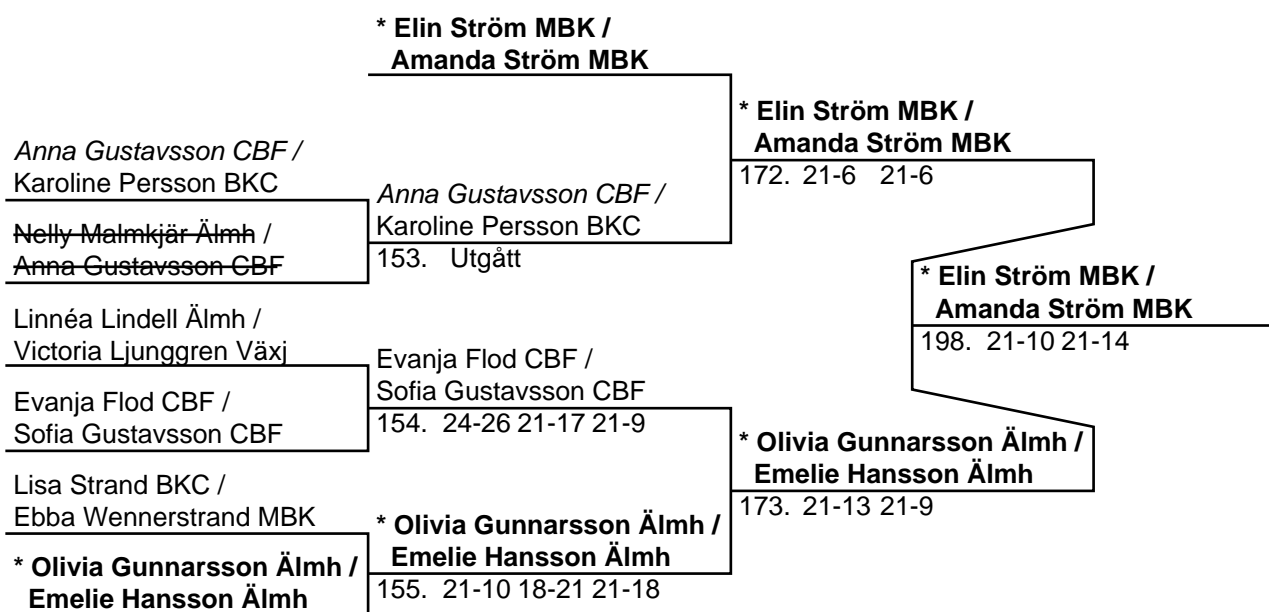 * Elin Ström MBK /
Amanda Ström MBK
* Elin Ström MBK /
Amanda Ström MBK
172. 21-6 21-6
Anna Gustavsson CBF /
Karoline Persson BKC
Anna Gustavsson CBF /
Karoline Persson BKC
153. Utgått
Nelly Malmkjär Älmh /
Anna Gustavsson CBF
* Elin Ström MBK /
Amanda Ström MBK
198. 21-10 21-14
Linnéa Lindell Älmh /
Victoria Ljunggren Växj
Evanja Flod CBF /
Sofia Gustavsson CBF
154. 24-26 21-17 21-9
Evanja Flod CBF /
Sofia Gustavsson CBF
* Olivia Gunnarsson Älmh /
Emelie Hansson Älmh
173. 21-13 21-9
Lisa Strand BKC /
Ebba Wennerstrand MBK
* Olivia Gunnarsson Älmh /
Emelie Hansson Älmh
155. 21-10 18-21 21-18
* Olivia Gunnarsson Älmh /
Emelie Hansson Älmh